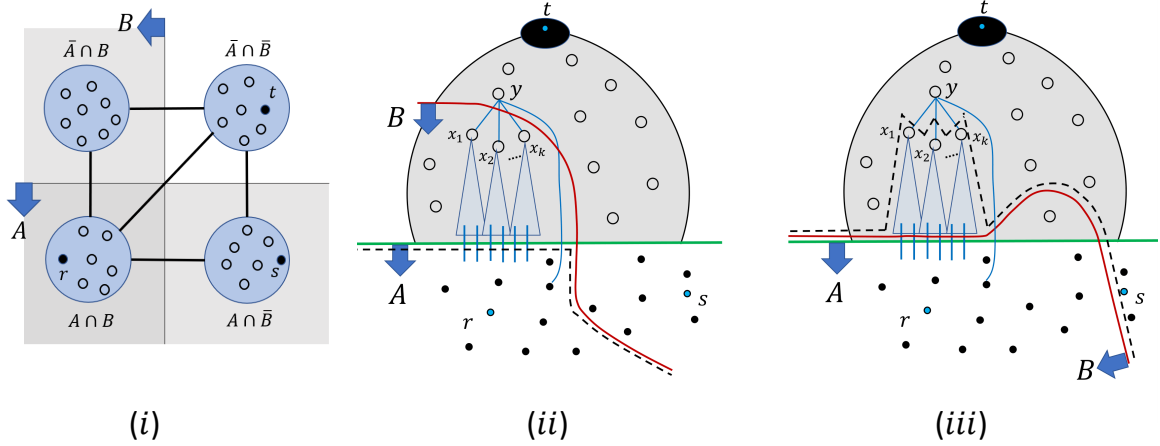 B
Ā ∩ B
Ā ∩ B̄
t
A
r
s
A ∩ B
A ∩ B̄
(i)
t
B
y
x₁
x₂
....
xₖ
A
r
s
(ii)
t
y
x₁
x₂
....
xₖ
A
r
s
B
(iii)